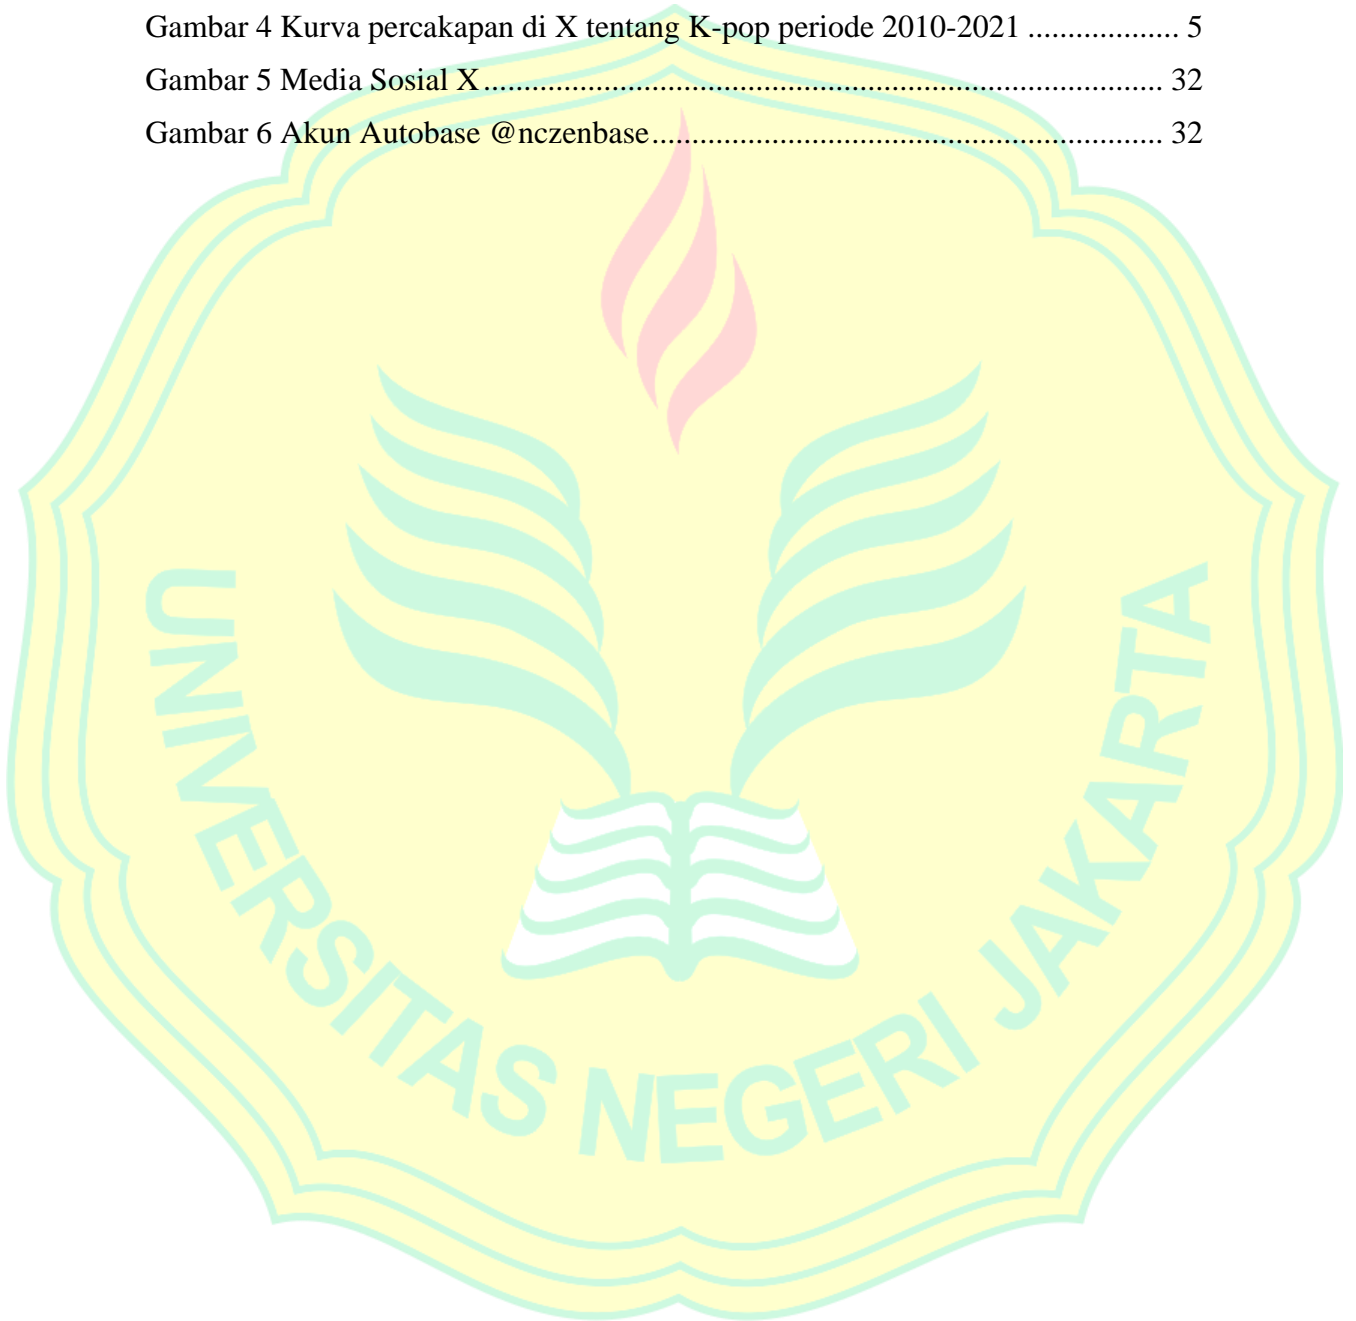 Gambar 4 Kurva percakapan di X tentang K-pop periode 2010-2021 .................. 5
Gambar 5 Media Sosial X.................................................................................. 32
Gambar 6 Akun Autobase @nczenbase.............................................................. 32
UNIVERSITAS NEGERI JAKARTA